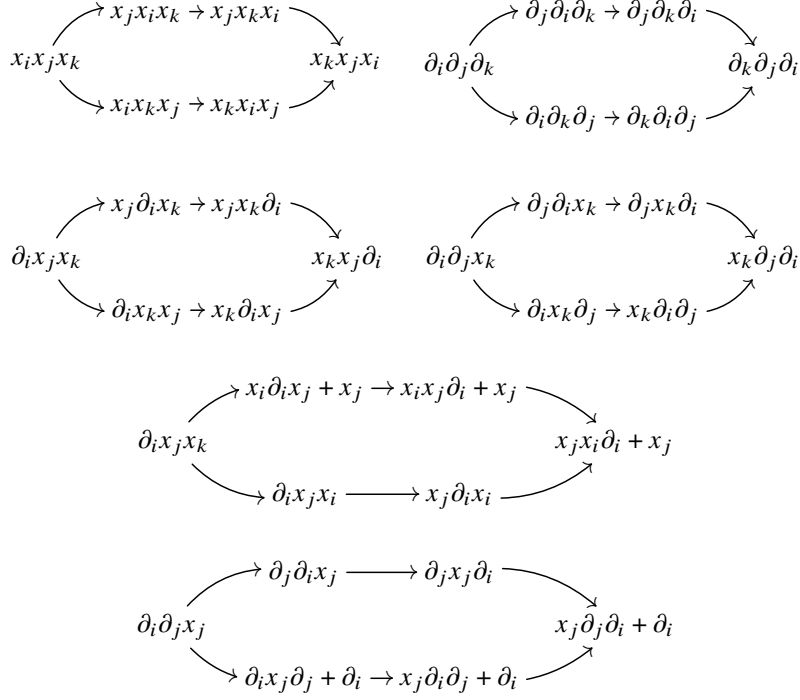 x_j x_i x_k → x_j x_k x_i    ∂_j ∂_i ∂_k → ∂_j ∂_k ∂_i
x_i x_j x_k    x_k x_j x_i    ∂_i ∂_j ∂_k    ∂_k ∂_j ∂_i
x_i x_k x_j → x_k x_i x_j    ∂_i ∂_k ∂_j → ∂_k ∂_i ∂_j
x_j ∂_i x_k → x_j x_k ∂_i    ∂_j ∂_i x_k → ∂_j x_k ∂_i
∂_i x_j x_k    x_k x_j ∂_i    ∂_i ∂_j x_k    x_k ∂_j ∂_i
∂_i x_k x_j → x_k ∂_i x_j    ∂_i x_k ∂_j → x_k ∂_i ∂_j
x_i ∂_i x_j + x_j → x_i x_j ∂_i + x_j
∂_i x_j x_k    x_j x_i ∂_i + x_j
∂_i x_j x_i → x_j ∂_i x_i
∂_j ∂_i x_j → ∂_j x_j ∂_i
∂_i ∂_j x_j    x_j ∂_j ∂_i + ∂_i
∂_i x_j ∂_j + ∂_i → x_j ∂_i ∂_j + ∂_i